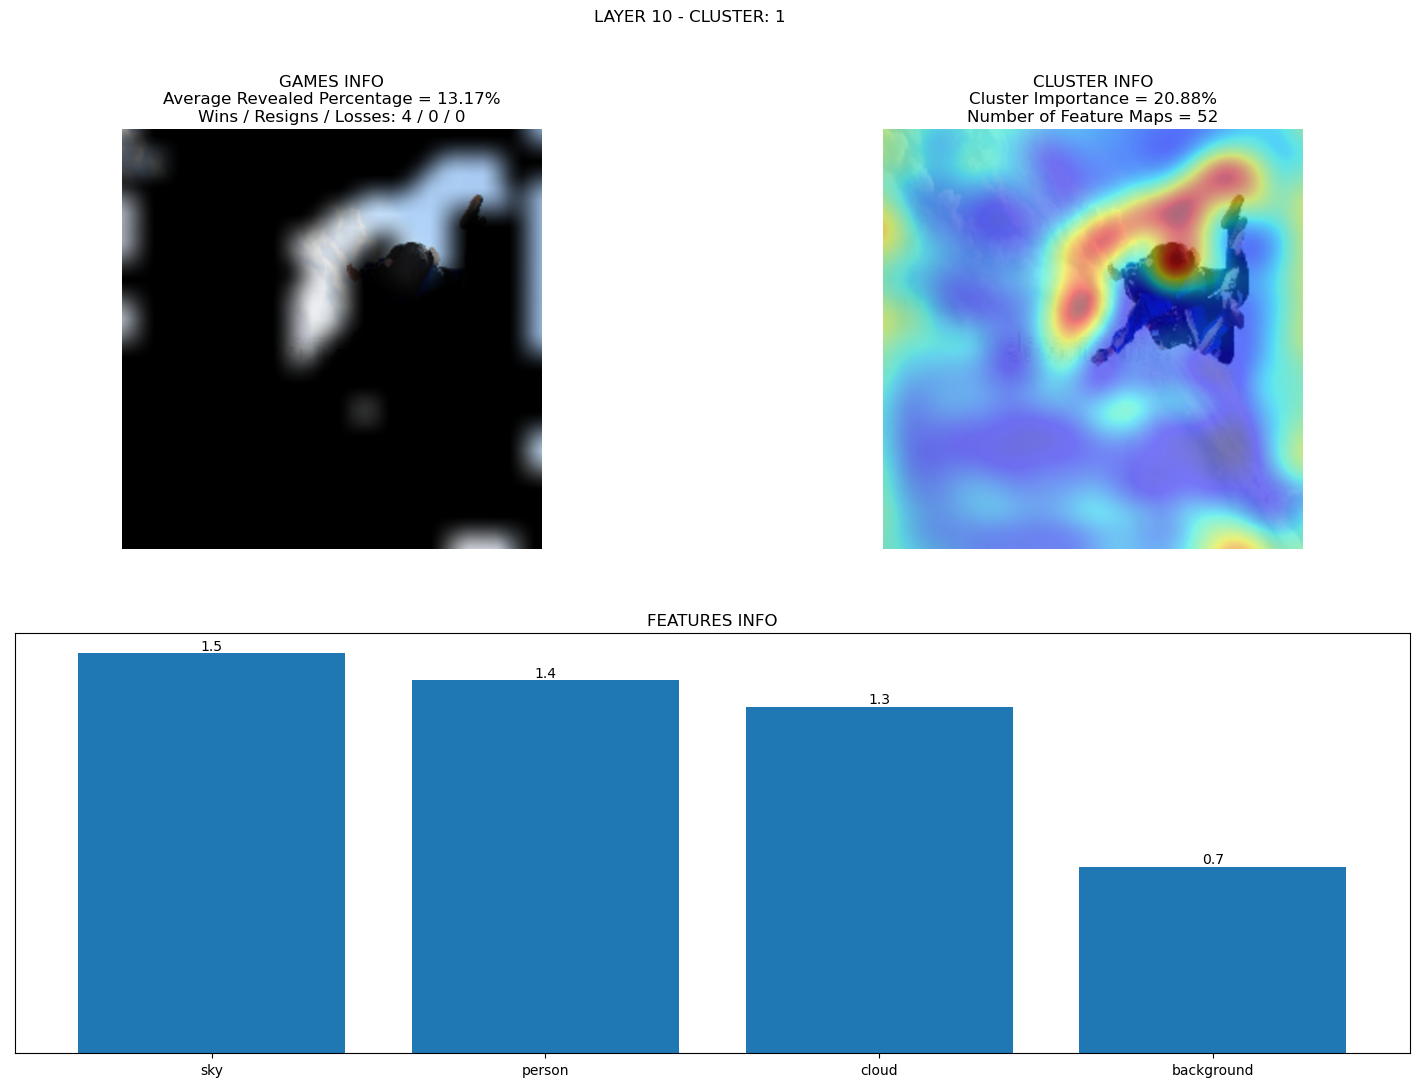 LAYER 10 - CLUSTER: 1
GAMES INFO
Average Revealed Percentage = 13.17%
Wins / Resigns / Losses: 4 / 0 / 0
CLUSTER INFO
Cluster Importance = 20.88%
Number of Feature Maps = 52
FEATURES INFO
1.5
1.4
1.3
0.7
sky
person
cloud
background